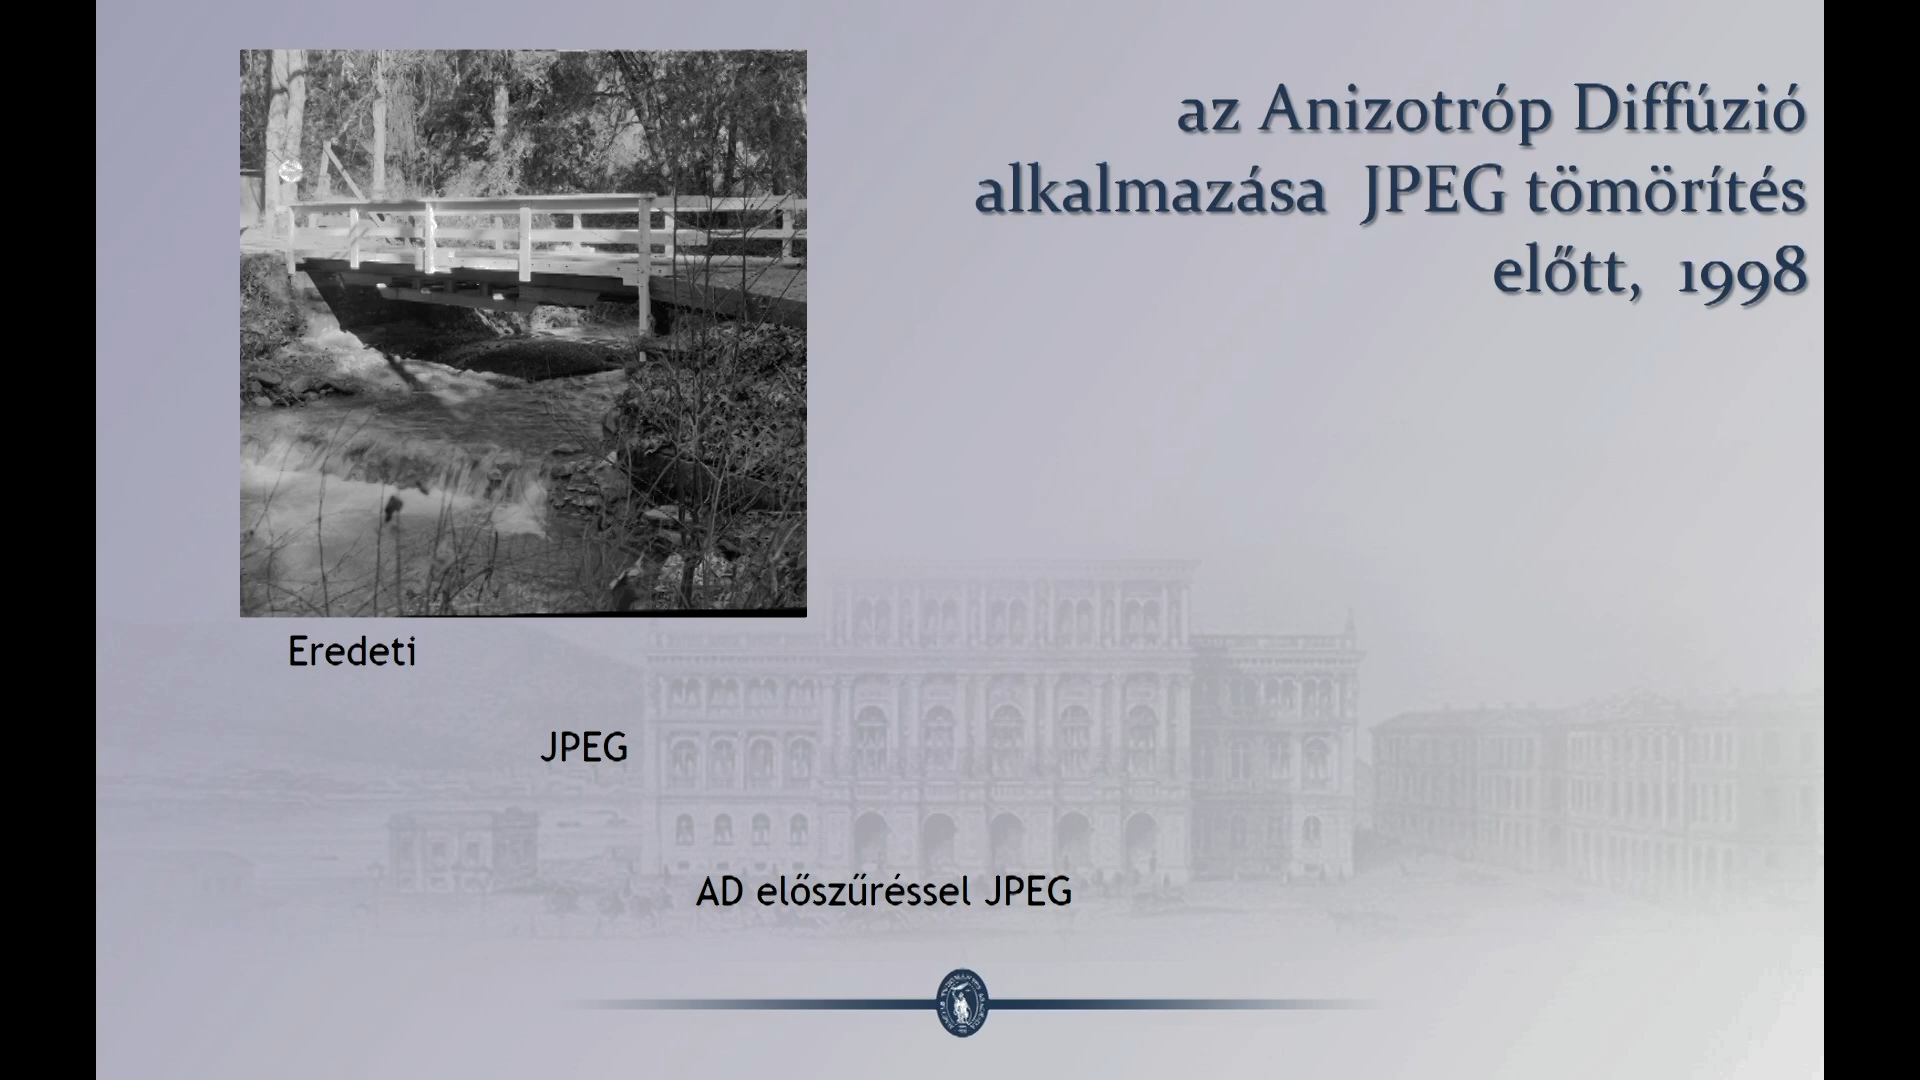 az Anizotróp Diffúzió
alkalmazása JPEG tömörítés
előtt, 1998
Eredeti
JPEG
AD előszűréssel JPEG